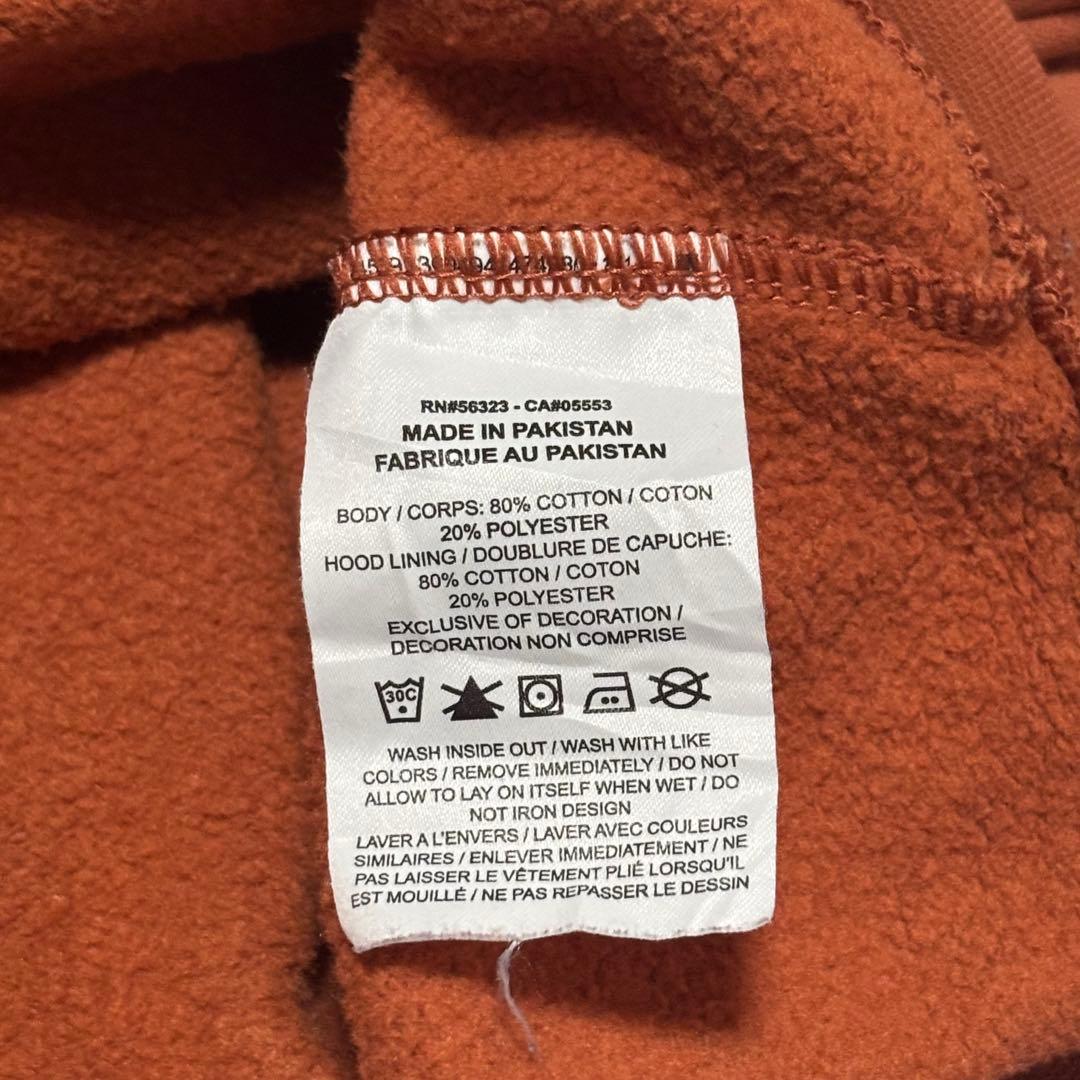 RN#56323 - CA#05553
MADE IN PAKISTAN
FABRIQUE AU PAKISTAN
BODY / CORPS: 80% COTTON / COTON
20% POLYESTER
HOOD LINING / DOUBLURE DE CAPUCHE:
80% COTTON / COTON
20% POLYESTER
EXCLUSIVE OF DECORATION /
DECORATION NON COMPRISE
30C
WASH INSIDE OUT / WASH WITH LIKE
COLORS / REMOVE IMMEDIATELY / DO NOT
ALLOW TO LAY ON ITSELF WHEN WET / DO
NOT IRON DESIGN
LAVER A L'ENVERS / LAVER AVEC COULEURS
SIMILAIRES / ENLEVER IMMEDIATEMENT / NE
PAS LAISSER LE VÊTEMENT PLIÉ LORSQU'IL
EST MOUILLÉ / NE PAS REPASSER LE DESSIN